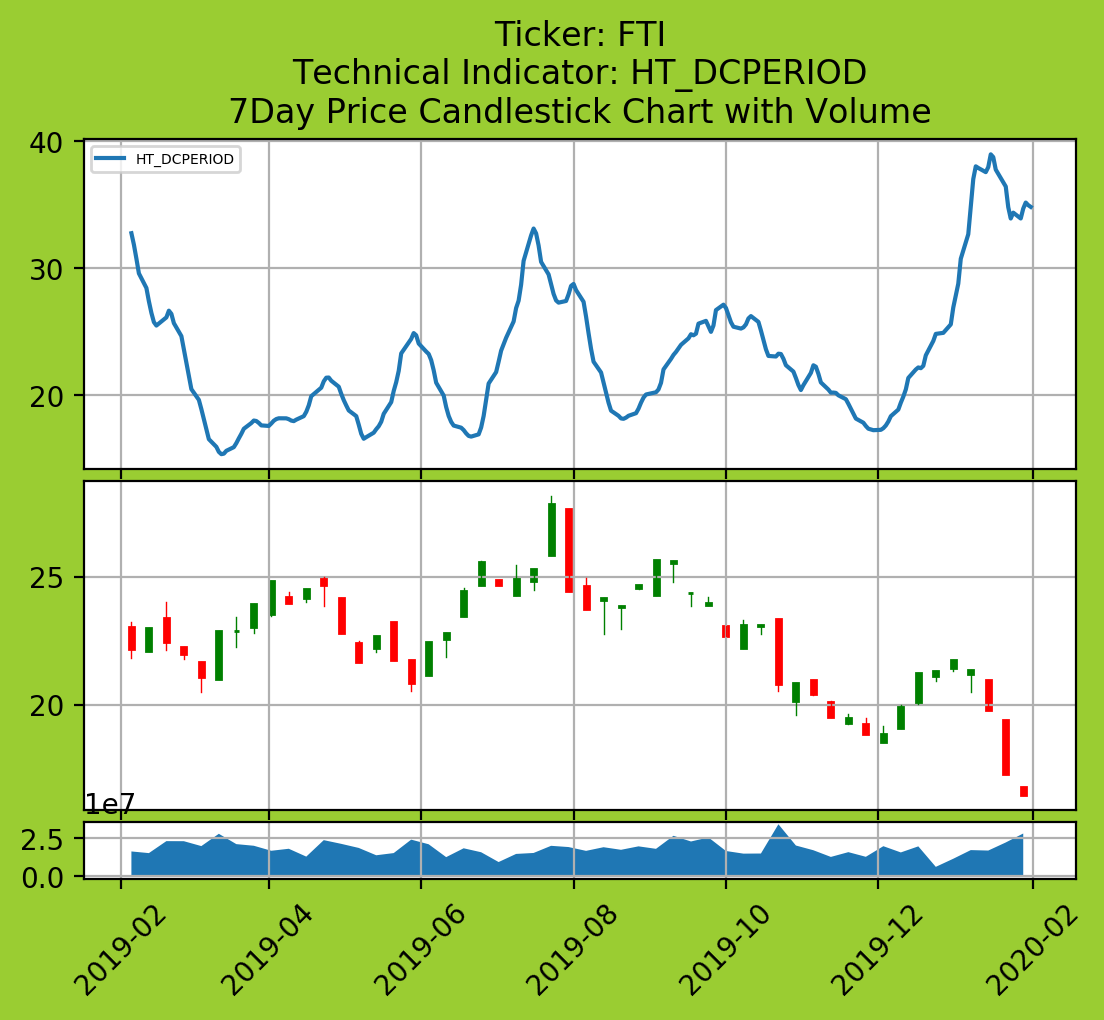 Ticker: FTI
Technical Indicator: HT_DCPERIOD
7Day Price Candlestick Chart with Volume
HT_DCPERIOD
40
30
20
25
20
1e7
2.5
0.0
2019-02
2019-04
2019-06
2019-08
2019-10
2019-12
2020-02